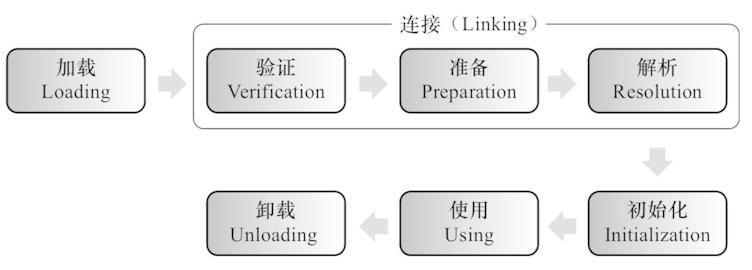 连接（Linking）
加载
Loading
验证
Verification
准备
Preparation
解析
Resolution
初始化
Initialization
使用
Using
卸载
Unloading